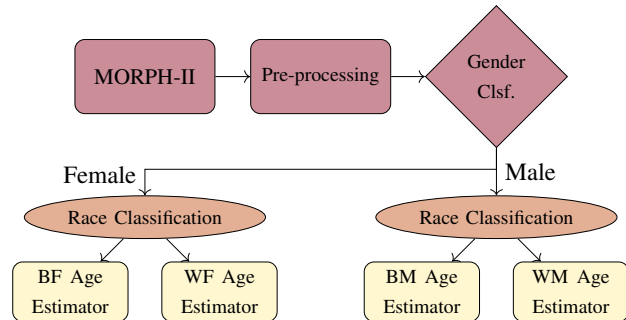 MORPH-II
Pre-processing
Gender
Clsf.
Female
Male
Race Classification
Race Classification
BF Age
Estimator
WF Age
Estimator
BM Age
Estimator
WM Age
Estimator